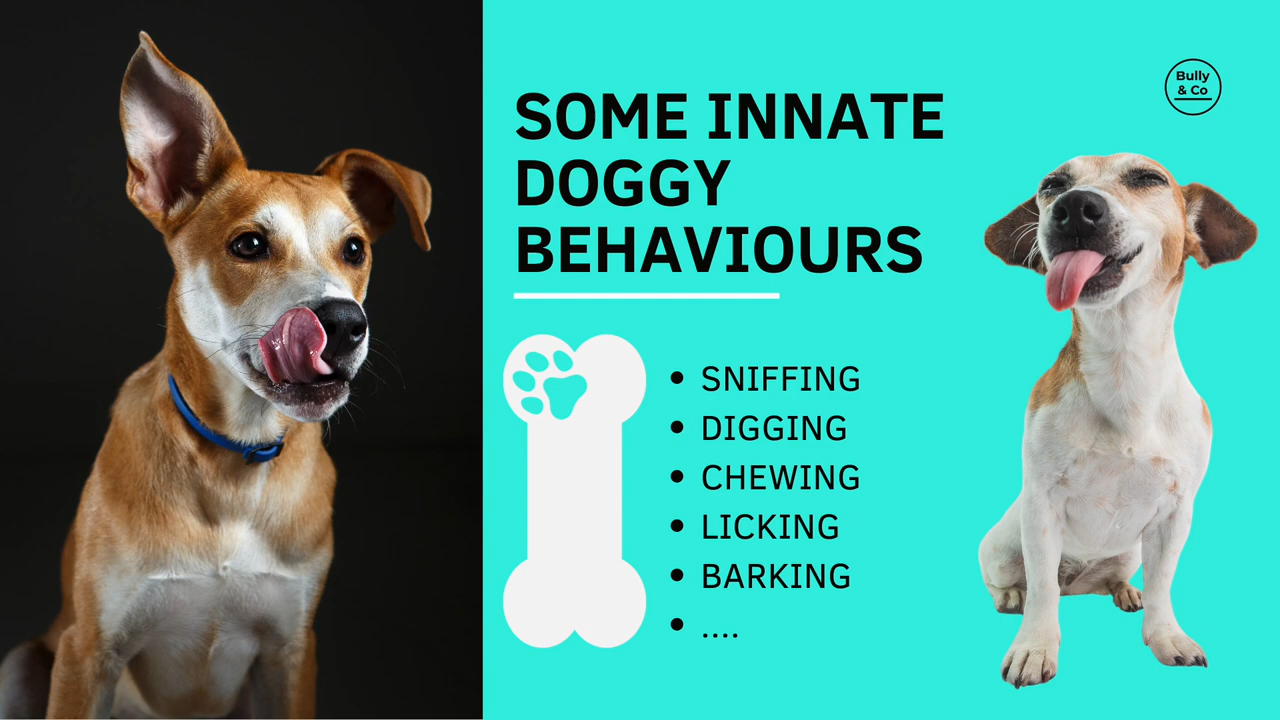 Bully
& Co
SOME INNATE
DOGGY
BEHAVIOURS
• SNIFFING
• DIGGING
• CHEWING
• LICKING
• BARKING
• ....